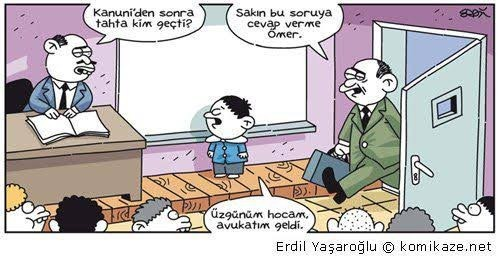 Kanuni'den sonra
tahta kim geçti?
Sakın bu soruya
cevap verme
Ömer.
Üzgünüm hocam,
avukatım geldi.
Erdil Yaşaroğlu © komikaze.net